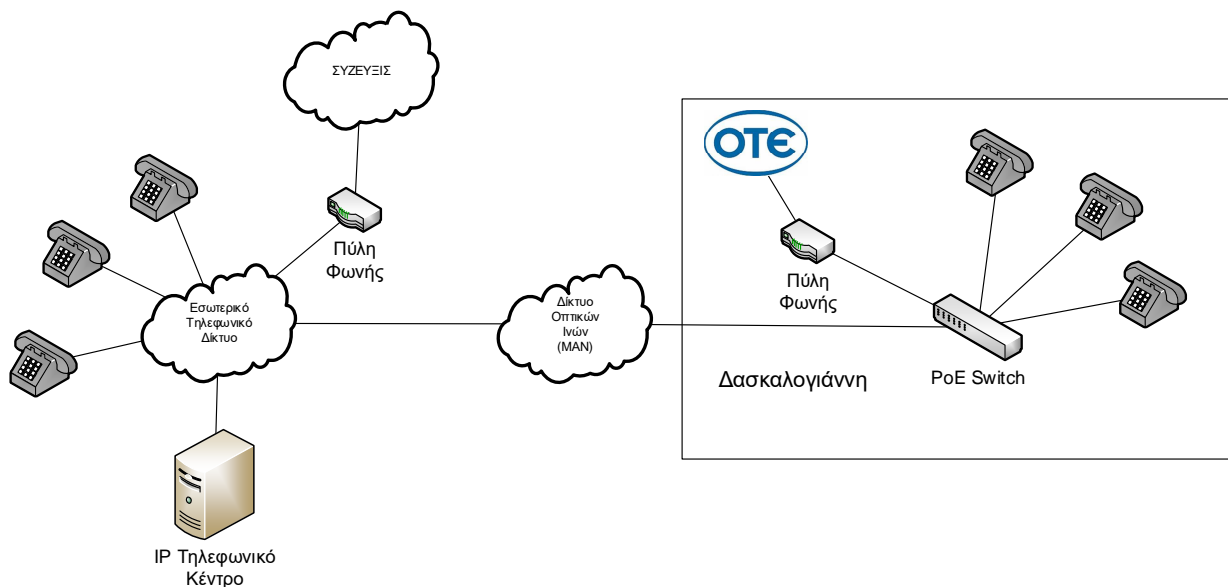 ΣΥΖΕΥΞΙΣ
ΟΤΕ
Πύλη
Φωνής
Πύλη
Φωνής
Εσωτερικό
Τηλεφωνικό
Δίκτυο
Δίκτυο
Οπτικών
Ινών
(MAN)
Δασκαλογιάννη
PoE Switch
IP Τηλεφωνικό
Κέντρο